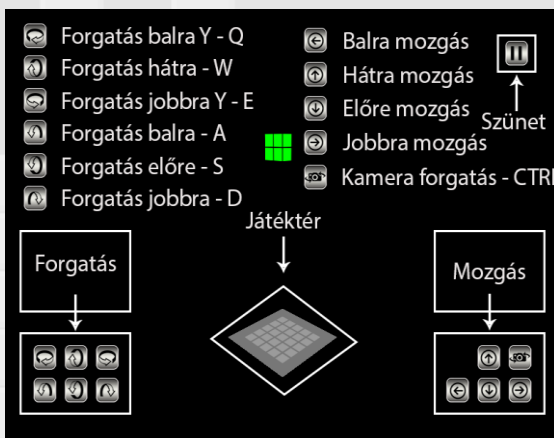 Forgatás balra Y - Q
Forgatás hátra - W
Forgatás jobbra Y - E
Forgatás balra - A
Forgatás előre - S
Forgatás jobbra - D
Balra mozgás
Hátra mozgás
Előre mozgás
Jobbra mozgás
Kamera forgatás - CTRL
Szünet
Játéktér
Forgatás
Mozgás